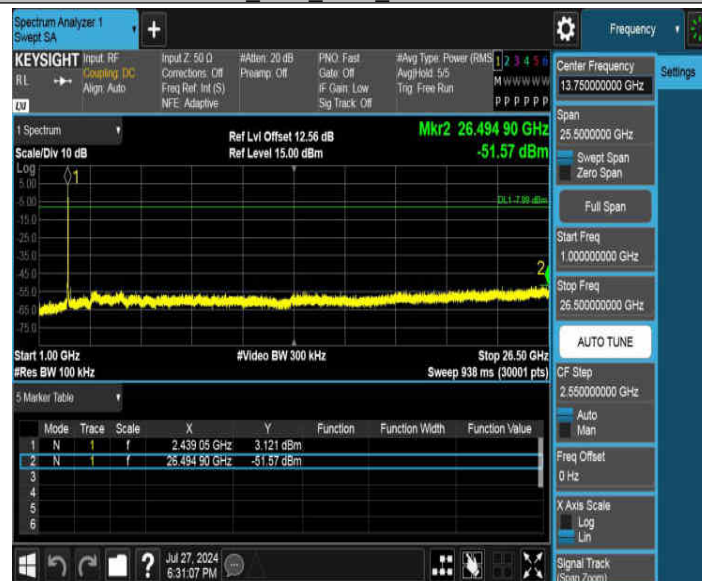 Spectrum Analyzer 1
Swept SA
+
Frequency
KEYSIGHT
RL
Input: RF
Coupling: DC
Align: Auto
Input Z: 50 Ω
Corrections: Off
Freq Ref: Int (S)
NFE: Adaptive
#Atten: 20 dB
Preamp: Off
PNO: Fast
Gate: Off
IF Gain: Low
Sig Track: Off
#Avg Type: Power (RMS
Avg|Hold: 5/5
Trig: Free Run
1 2 3 4 5 6
M W W W W W
P P P P P P
Center Frequency
13.750000000 GHz
Settings
Span
25.5000000 GHz
Swept Span
Zero Span
Full Span
Start Freq
1.000000000 GHz
Stop Freq
26.500000000 GHz
AUTO TUNE
CF Step
2.550000000 GHz
Auto
Man
Freq Offset
0 Hz
X Axis Scale
Log
Lin
Signal Track
(Span Zoom)
1 Spectrum
Scale/Div 10 dB
Ref Lvl Offset 12.56 dB
Ref Level 15.00 dBm
Mkr2 26.494 90 GHz
-51.57 dBm
Log
5.00
-5.00
-15.0
-25.0
-35.0
-45.0
-55.0
-65.0
-75.0
1
DL1 -7.99 dBm
2
Start 1.00 GHz
#Res BW 100 kHz
#Video BW 300 kHz
Stop 26.50 GHz
Sweep 938 ms (30001 pts)
5 Marker Table
Mode Trace Scale X Y Function Function Width Function Value
1 N 1 f 2.439 05 GHz 3.121 dBm
2 N 1 f 26.494 90 GHz -51.57 dBm
3
4
5
6
?
Jul 27, 2024
6:31:07 PM